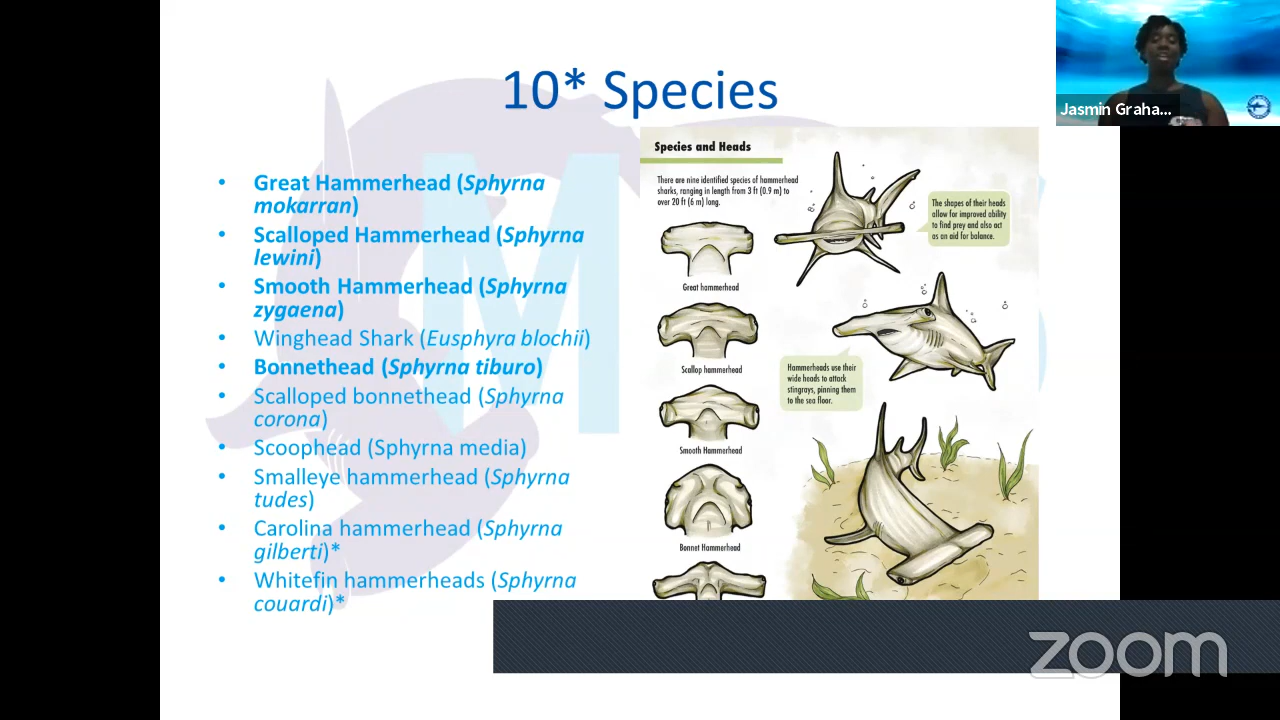 10* Species
Jasmin Graha...
• Great Hammerhead (Sphyrna
mokarran)
• Scalloped Hammerhead (Sphyrna
lewini)
• Smooth Hammerhead (Sphyrna
zygaena)
• Winghead Shark (Eusphyra blochii)
• Bonnethead (Sphyrna tiburo)
• Scalloped bonnethead (Sphyrna
corona)
• Scoophead (Sphyrna media)
• Smalleye hammerhead (Sphyrna
tudes)
• Carolina hammerhead (Sphyrna
gilberti)*
• Whitefin hammerheads (Sphyrna
couardi)*
Species and Heads
There are nine identified species of hammerhead
sharks, ranging in length from 3 ft (0.9 m) to
over 20 ft (6 m) long.
Great hammerhead
Scallop hammerhead
Smooth Hammerhead
Bonnet Hammerhead
The shapes of their heads
allow for improved ability
to find prey and also act
as an aid for balance.
Hammerheads use their
wide heads to attack
stingrays, pinning them
to the sea floor.
M
zoom